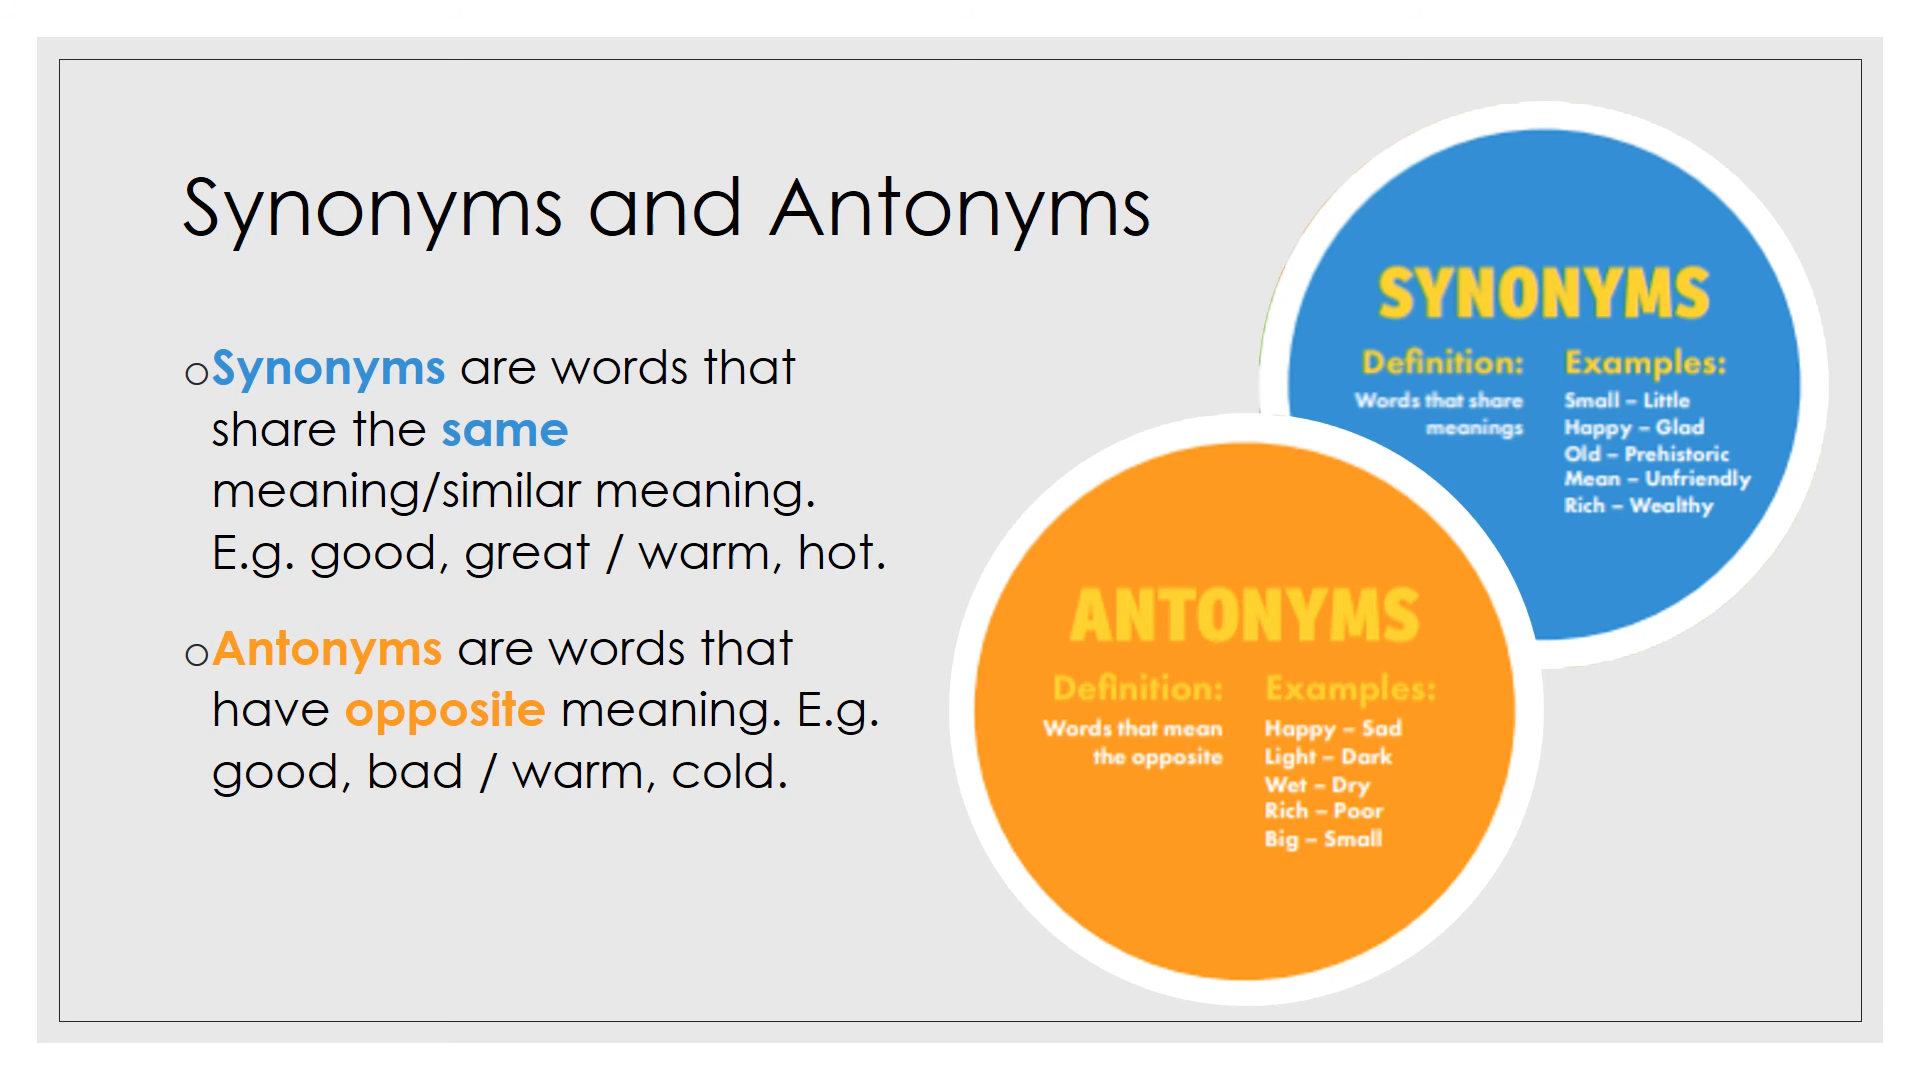 Synonyms and Antonyms
oSynonyms are words that
share the same
meaning/similar meaning.
E.g. good, great / warm, hot.
oAntonyms are words that
have opposite meaning. E.g.
good, bad / warm, cold.
SYNONYMS
Definition:
Words that share
meanings
Examples:
Small – Little
Happy – Glad
Old – Prehistoric
Mean – Unfriendly
Rich – Wealthy
ANTONYMS
Definition:
Words that mean
the opposite
Examples:
Happy – Sad
Light – Dark
Wet – Dry
Rich – Poor
Big – Small